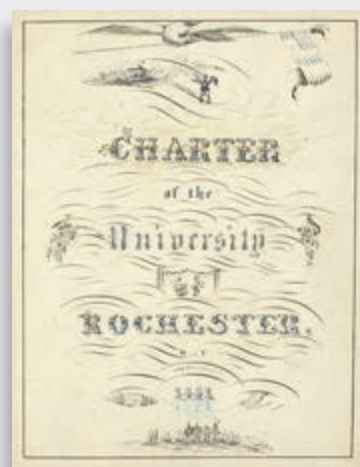 CHARTER
of the
University
OF
ROCHESTER.
N. Y.